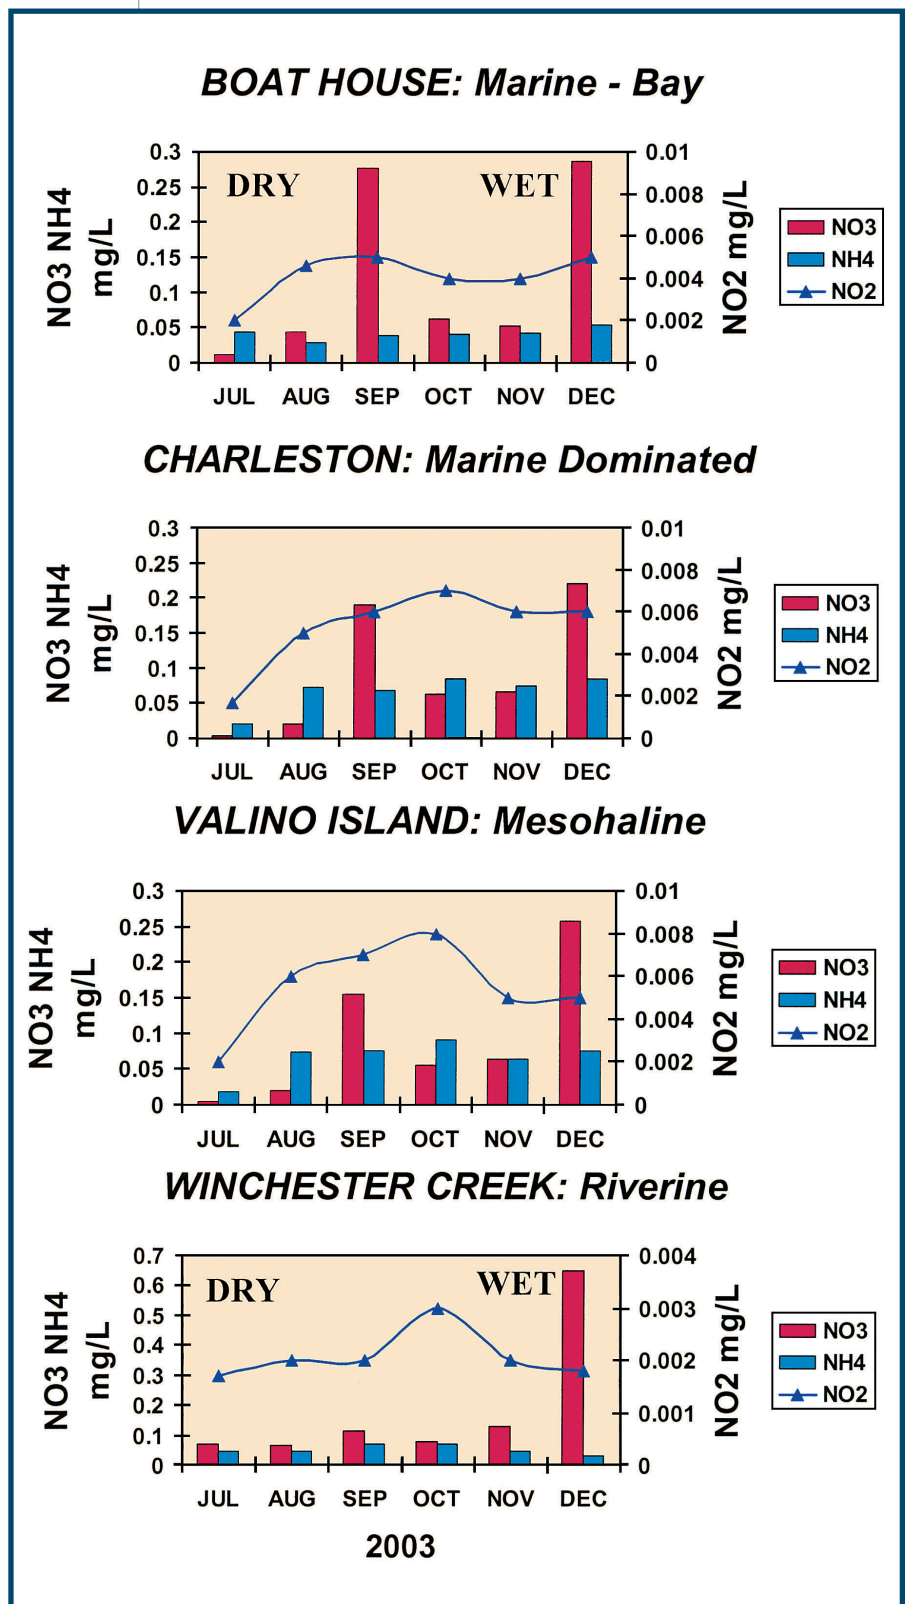 BOAT HOUSE: Marine - Bay
NO3 NH4
mg/L
0.3
0.25
0.2
0.15
0.1
0.05
0
DRY
WET
0.01
0.008
0.006
0.004
0.002
0
NO2 mg/L
NO3
NH4
NO2
JUL AUG SEP OCT NOV DEC
CHARLESTON: Marine Dominated
NO3 NH4
mg/L
0.3
0.25
0.2
0.15
0.1
0.05
0
0.01
0.008
0.006
0.004
0.002
0
NO2 mg/L
NO3
NH4
NO2
JUL AUG SEP OCT NOV DEC
VALINO ISLAND: Mesohaline
NO3 NH4
mg/L
0.3
0.25
0.2
0.15
0.1
0.05
0
0.01
0.008
0.006
0.004
0.002
0
NO2 mg/L
NO3
NH4
NO2
JUL AUG SEP OCT NOV DEC
WINCHESTER CREEK: Riverine
NO3 NH4
mg/L
0.7
0.6
0.5
0.4
0.3
0.2
0.1
0
DRY
WET
0.004
0.003
0.002
0.001
0
NO2 mg/L
NO3
NH4
NO2
JUL AUG SEP OCT NOV DEC
2003